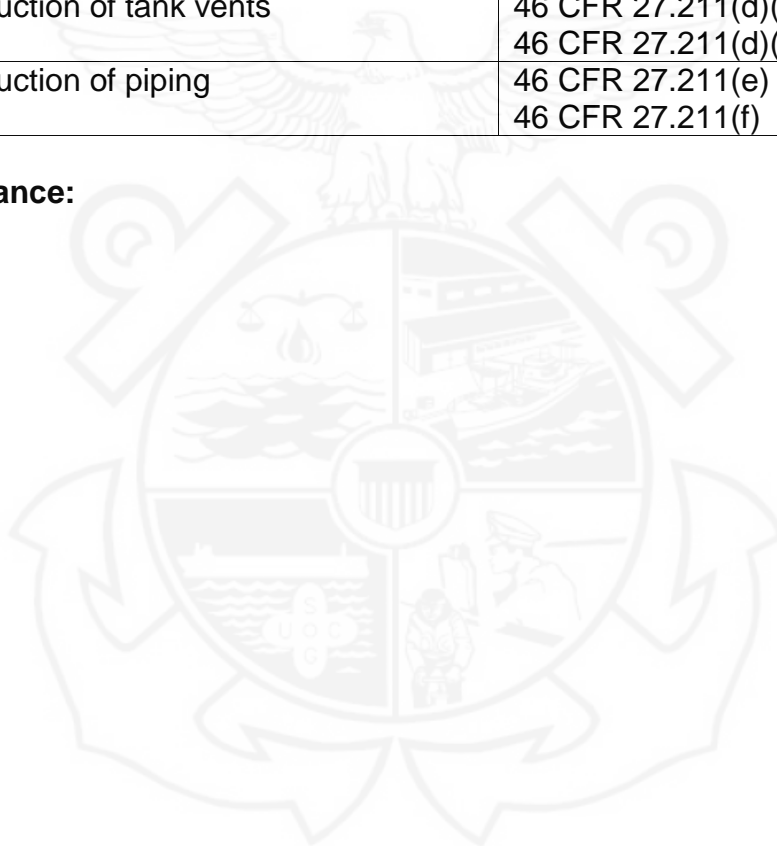 uction of tank vents 46 CFR 27.211(d)(
46 CFR 27.211(d)(
uction of piping 46 CFR 27.211(e)
46 CFR 27.211(f)
ance:
S
U O C
G